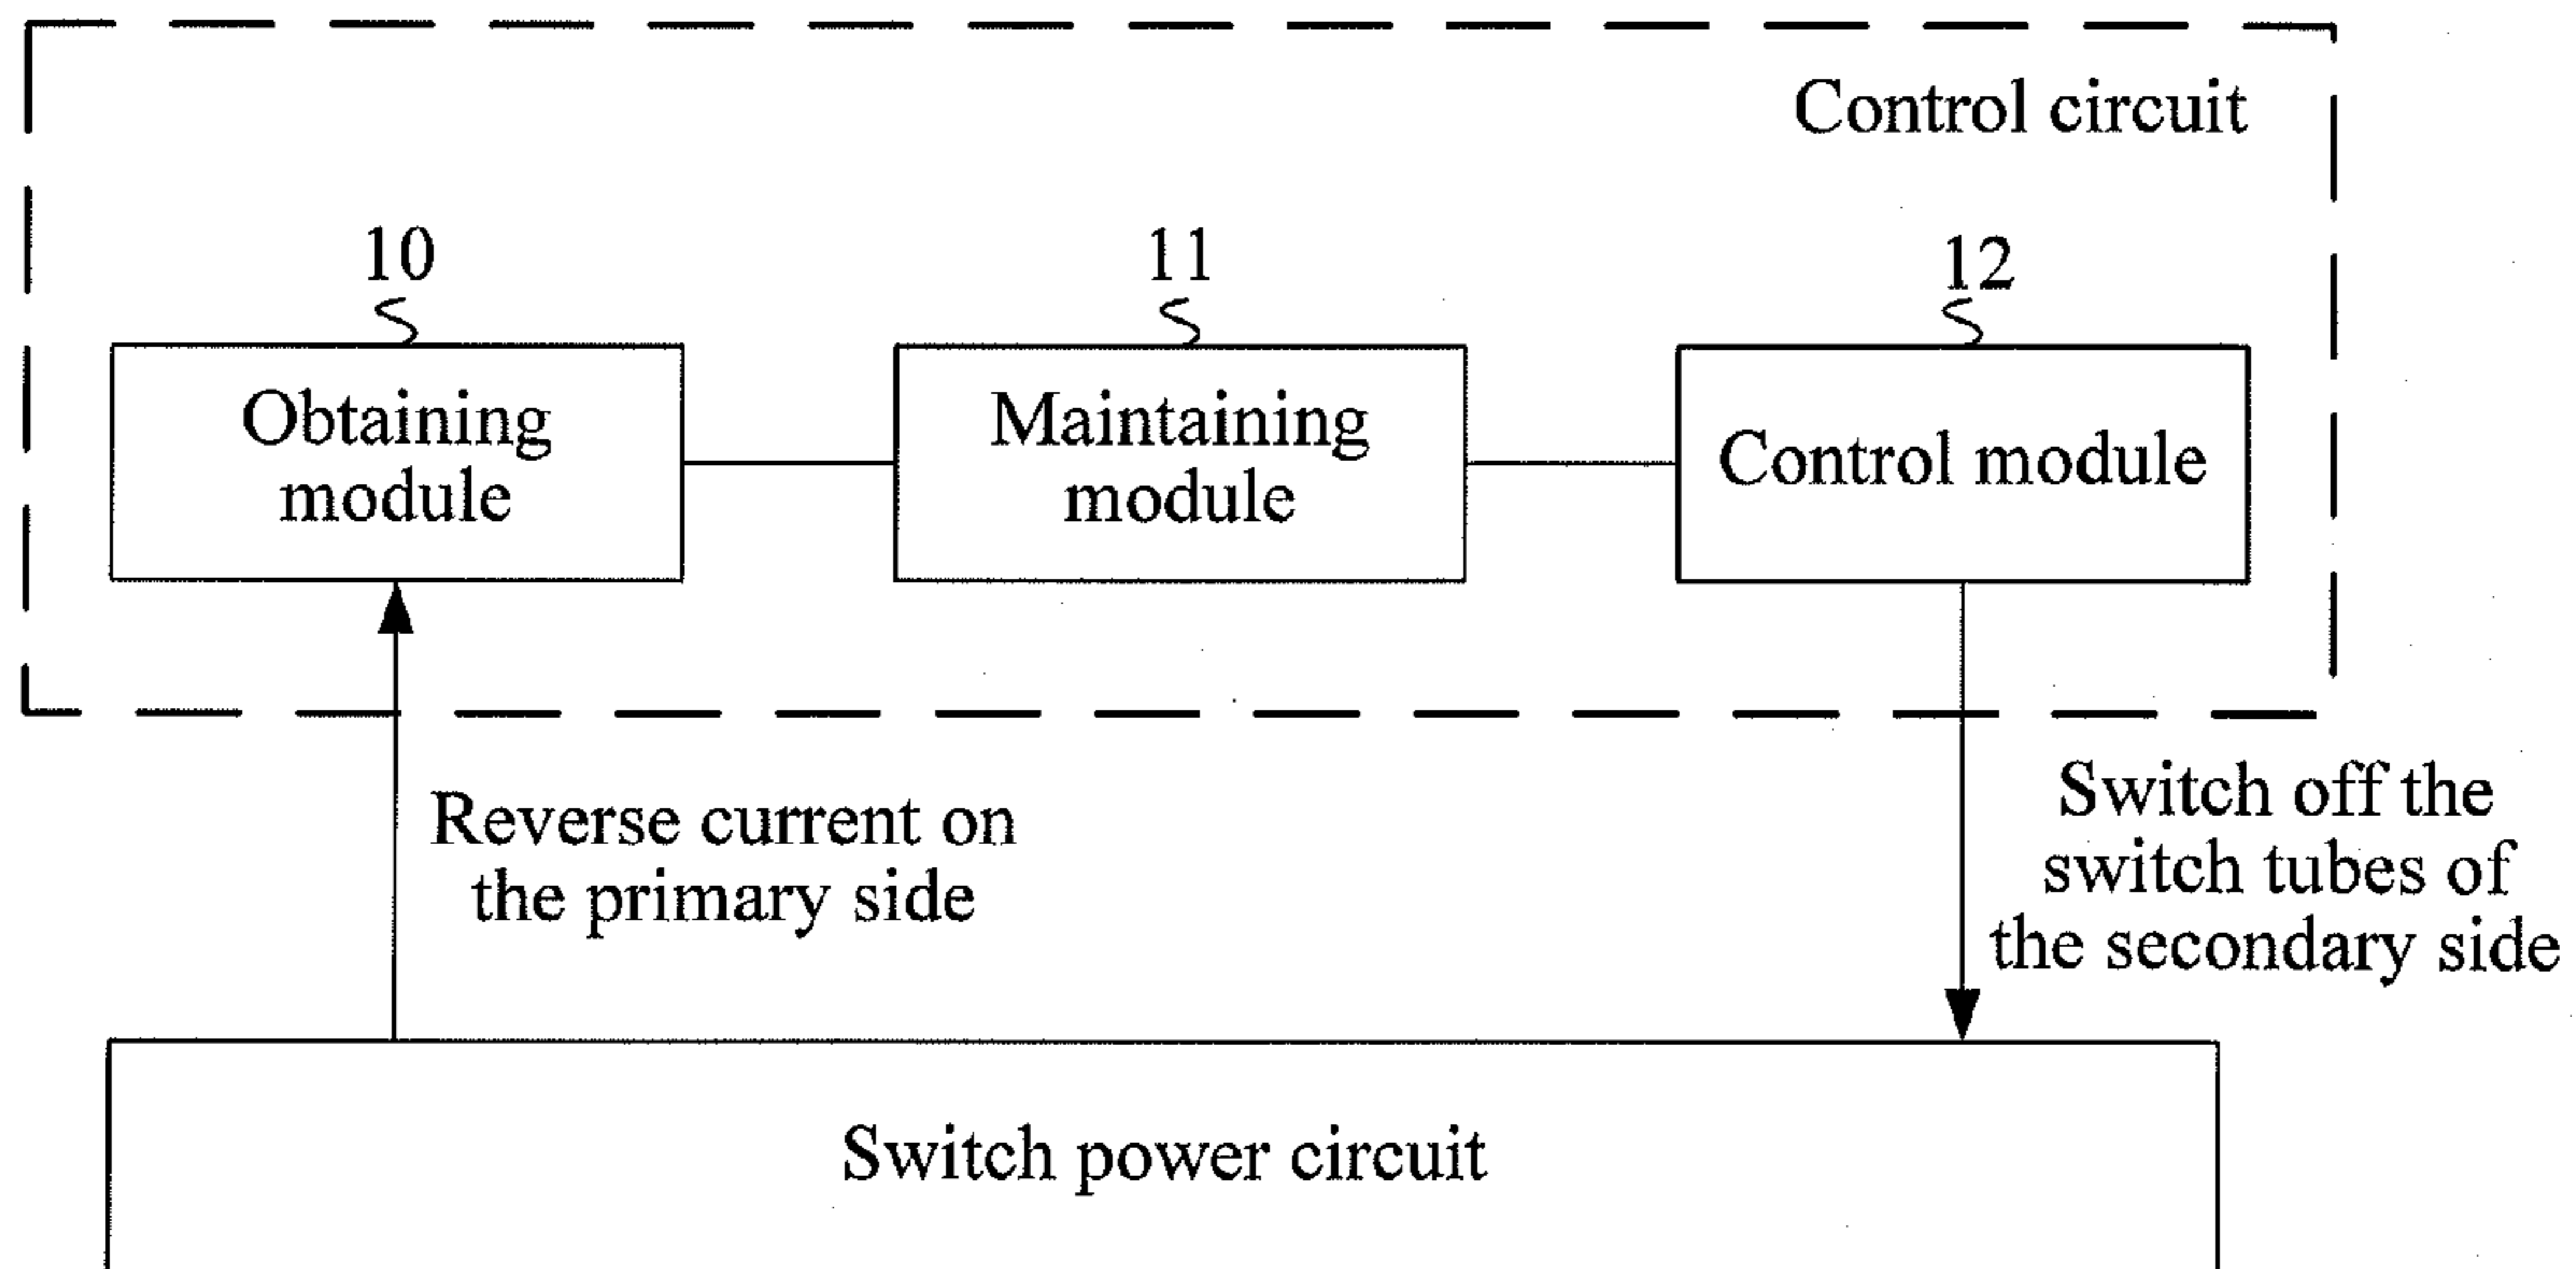 Control circuit
10
11
12
Obtaining
module
Maintaining
module
Control module
Reverse current on
the primary side
Switch off the
switch tubes of
the secondary side
Switch power circuit